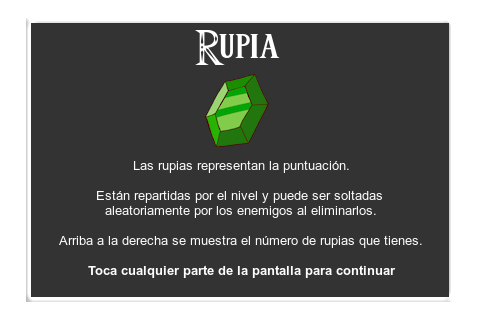 RUPIA
Las rupias representan la puntuación.
Están repartidas por el nivel y puede ser soltadas
aleatoriamente por los enemigos al eliminarlos.
Arriba a la derecha se muestra el número de rupias que tienes.
Toca cualquier parte de la pantalla para continuar